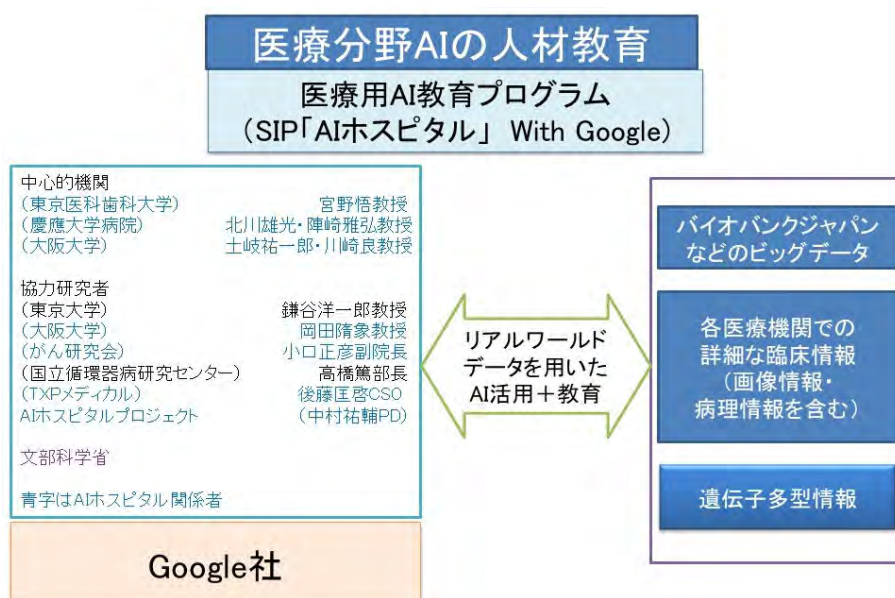 医療分野AIの人材教育
医療用AI教育プログラム
（SIP「AIホスピタル」 With Google）
中心的機関
（東京医科歯科大学） 宮野悟教授
（慶應大学病院） 北川雄光・陣崎雅弘教授
（大阪大学） 土岐祐一郎・川崎良教授
協力研究者
（東京大学） 鎌谷洋一郎教授
（大阪大学） 岡田随象教授
（がん研究会） 小口正彦副院長
（国立循環器病研究センター） 高橋篤部長
（TXPメディカル） 後藤匡啓CSO
AIホスピタルプロジェクト （中村祐輔PD）
文部科学省
青字はAIホスピタル関係者
Google社
リアルワールド
データを用いた
AI活用＋教育
バイオバンクジャパン
などのビッグデータ
各医療機関での
詳細な臨床情報
（画像情報・
病理情報を含む）
遺伝子多型情報